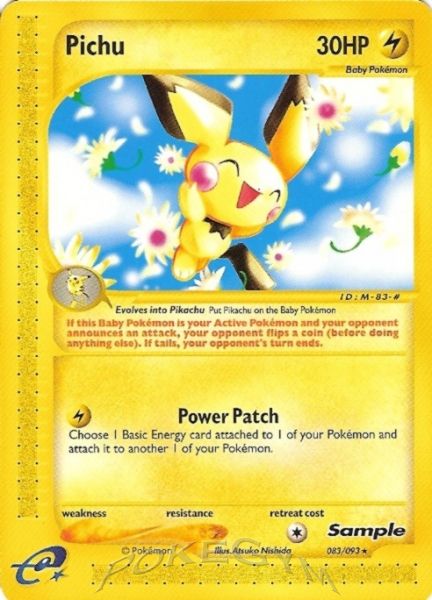 Pichu 30HP
Baby Pokémon
ID: M-83-#
Evolves into Pikachu Put Pikachu on the Baby Pokémon
If this Baby Pokémon is your Active Pokémon and your opponent
announces an attack, your opponent flips a coin (before doing
anything else). If tails, your opponent's turn ends.
Power Patch
Choose 1 Basic Energy card attached to 1 of your Pokémon and
attach it to another 1 of your Pokémon.
weakness resistance retreat cost
Sample
© Pokémon Illus. Atsuko Nishida 083/093★
POKEGYM
e